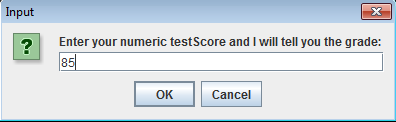 Input
Enter your numeric testScore and I will tell you the grade:
85
OK
Cancel